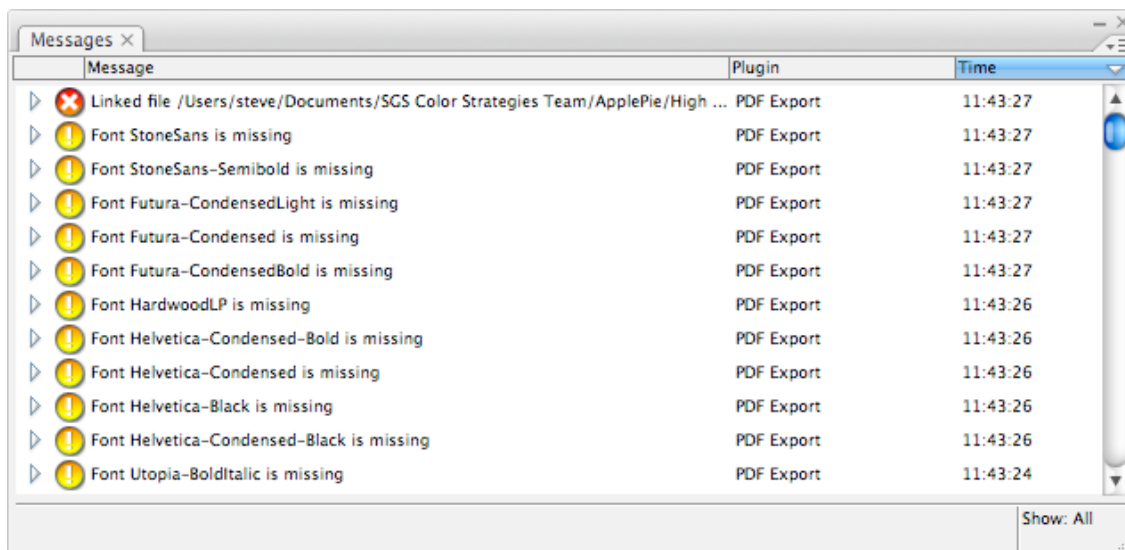 Messages
Message Plugin Time
Linked file /Users/steve/Documents/SGS Color Strategies Team/ApplePie/High ... PDF Export 11:43:27
Font StoneSans is missing PDF Export 11:43:27
Font StoneSans-Semibold is missing PDF Export 11:43:27
Font Futura-CondensedLight is missing PDF Export 11:43:27
Font Futura-Condensed is missing PDF Export 11:43:27
Font Futura-CondensedBold is missing PDF Export 11:43:27
Font HardwoodLP is missing PDF Export 11:43:26
Font Helvetica-Condensed-Bold is missing PDF Export 11:43:26
Font Helvetica-Condensed is missing PDF Export 11:43:26
Font Helvetica-Black is missing PDF Export 11:43:26
Font Helvetica-Condensed-Black is missing PDF Export 11:43:26
Font Utopia-BoldItalic is missing PDF Export 11:43:24
Show: All